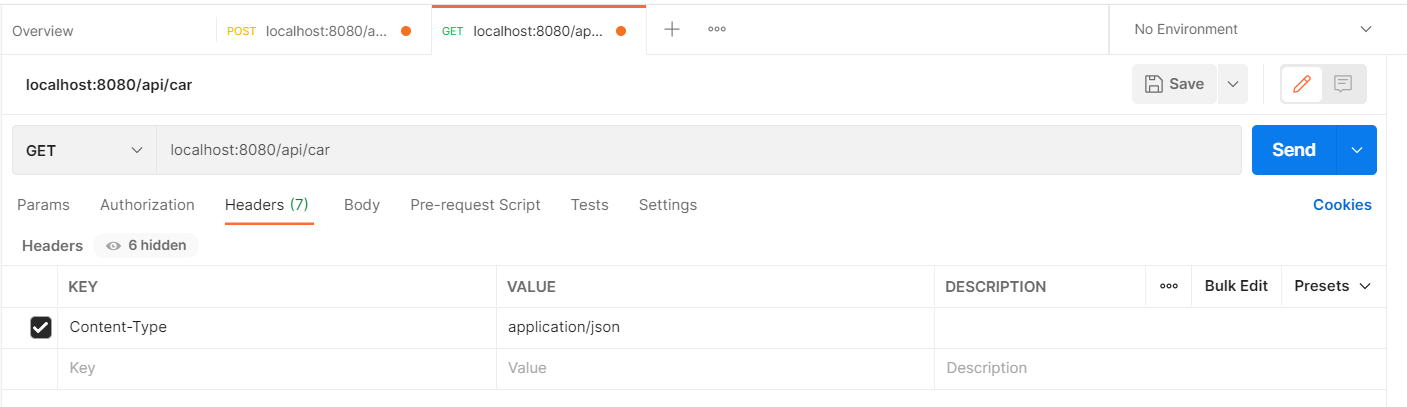 Overview POST localhost:8080/a... GET localhost:8080/ap... No Environment
localhost:8080/api/car Save
GET localhost:8080/api/car Send
Params Authorization Headers (7) Body Pre-request Script Tests Settings Cookies
Headers 6 hidden
KEY VALUE DESCRIPTION Bulk Edit Presets
Content-Type application/json
Key Value Description